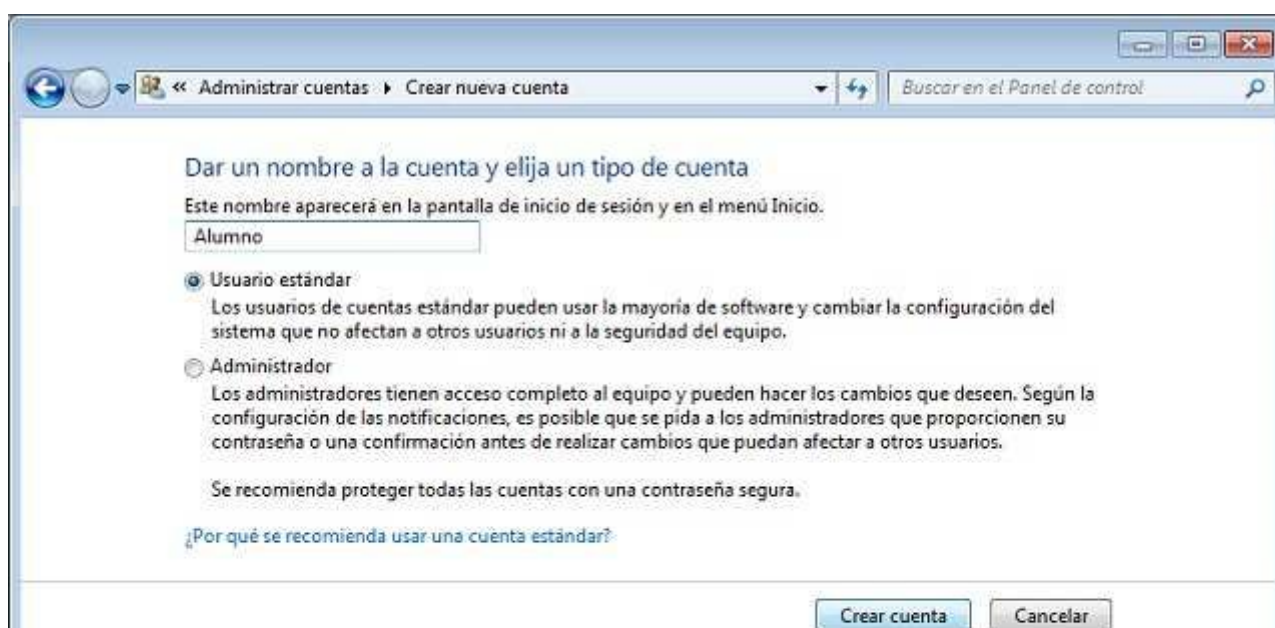 « Administrar cuentas ▸ Crear nueva cuenta
Buscar en el Panel de control
Dar un nombre a la cuenta y elija un tipo de cuenta
Este nombre aparecerá en la pantalla de inicio de sesión y en el menú Inicio.
Alumno
Usuario estándar
Los usuarios de cuentas estándar pueden usar la mayoría de software y cambiar la configuración del
sistema que no afectan a otros usuarios ni a la seguridad del equipo.
Administrador
Los administradores tienen acceso completo al equipo y pueden hacer los cambios que deseen. Según la
configuración de las notificaciones, es posible que se pida a los administradores que proporcionen su
contraseña o una confirmación antes de realizar cambios que puedan afectar a otros usuarios.
Se recomienda proteger todas las cuentas con una contraseña segura.
¿Por qué se recomienda usar una cuenta estándar?
Crear cuenta
Cancelar